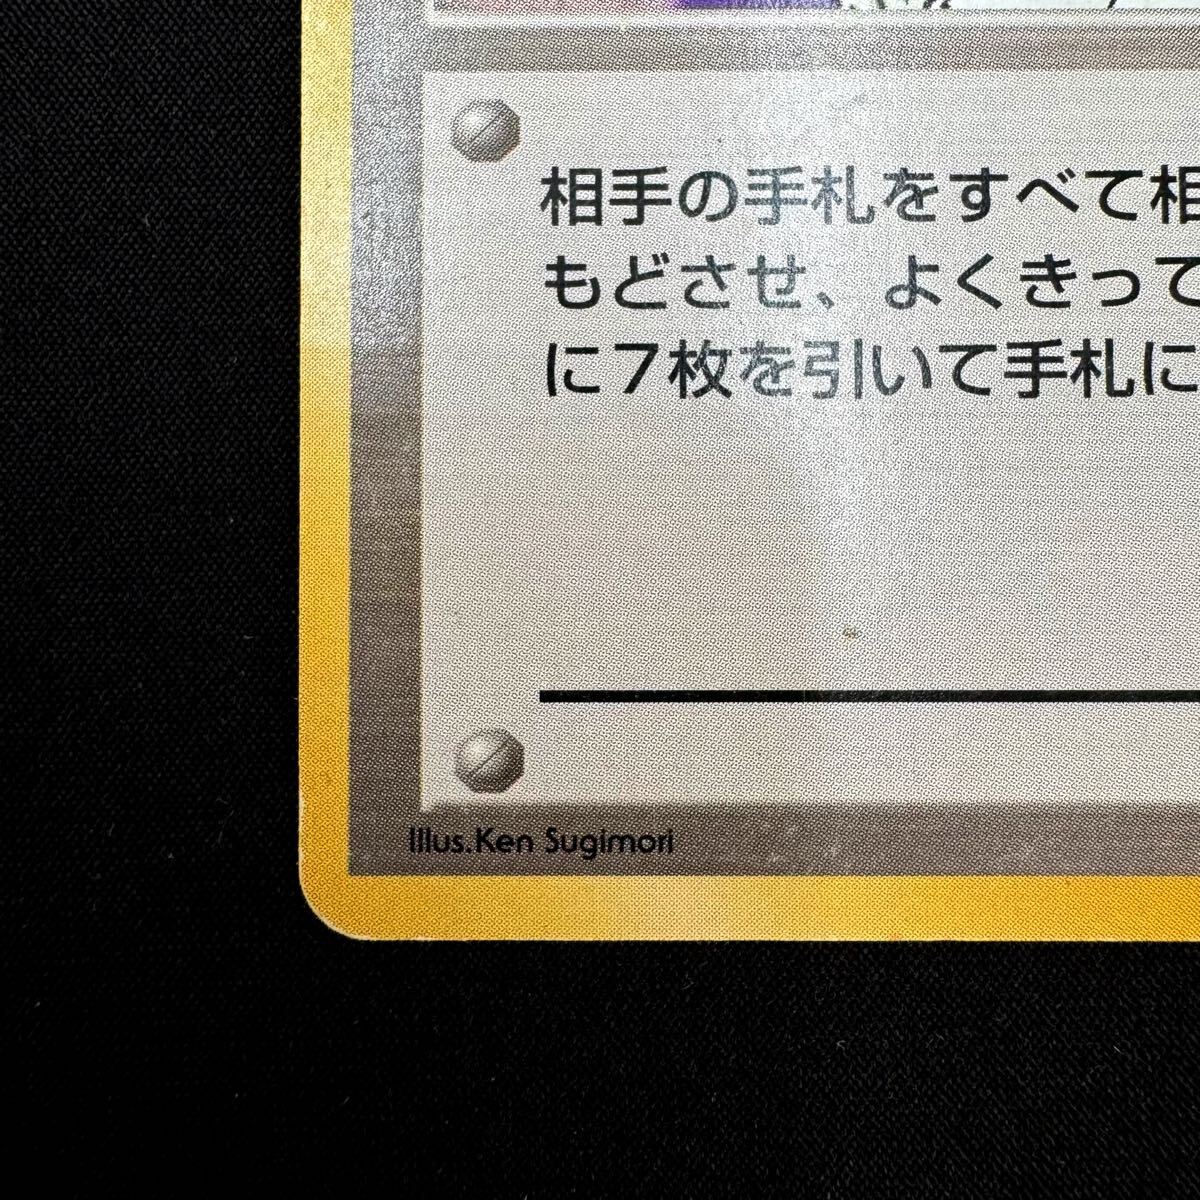 相手の手札をすべて相
もどさせ、よくきって
に7枚を引いて手札に
Illus.Ken Sugimori